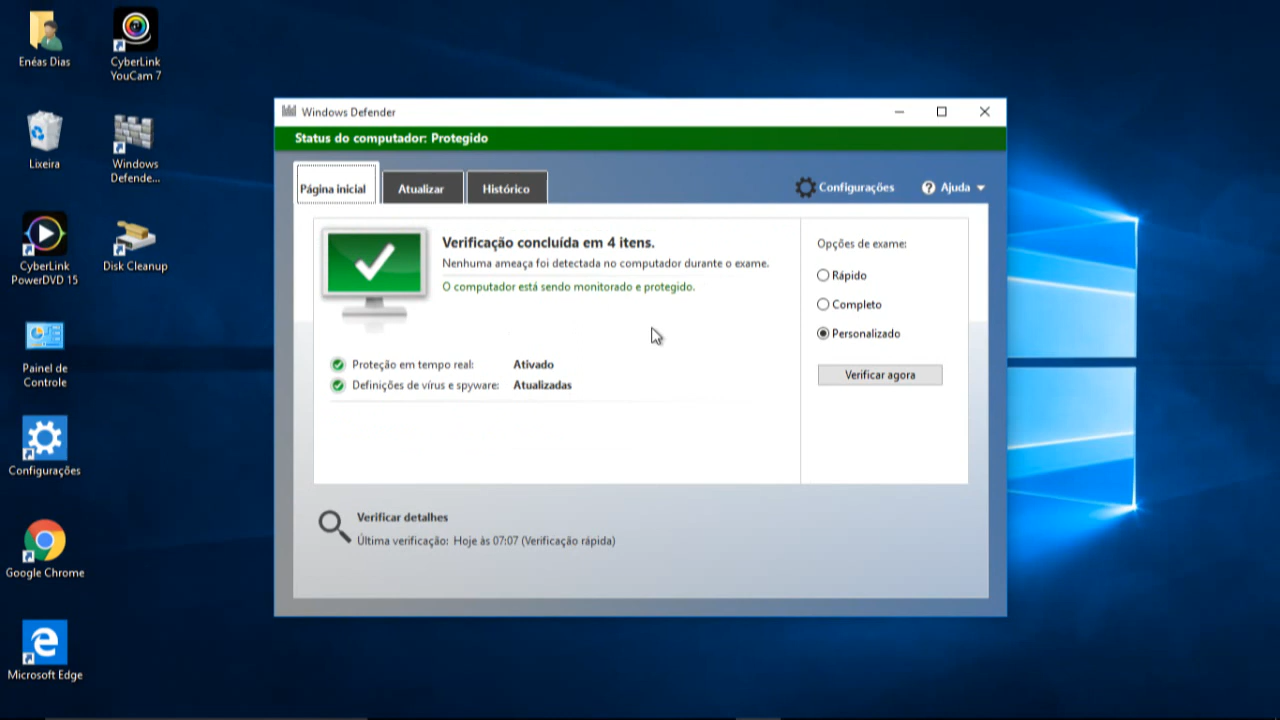 Enéas Dias
CyberLink
YouCam 7
Lixeira
Windows
Defende...
CyberLink
PowerDVD 15
Disk Cleanup
Painel de
Controle
Configurações
Google Chrome
Microsoft Edge
Windows Defender
Status do computador: Protegido
Página inicial
Atualizar
Histórico
Configurações
Ajuda
Verificação concluída em 4 itens.
Nenhuma ameaça foi detectada no computador durante o exame.
O computador está sendo monitorado e protegido.
Proteção em tempo real: Ativado
Definições de vírus e spyware: Atualizadas
Opções de exame:
Rápido
Completo
Personalizado
Verificar agora
Verificar detalhes
Última verificação: Hoje às 07:07 (Verificação rápida)